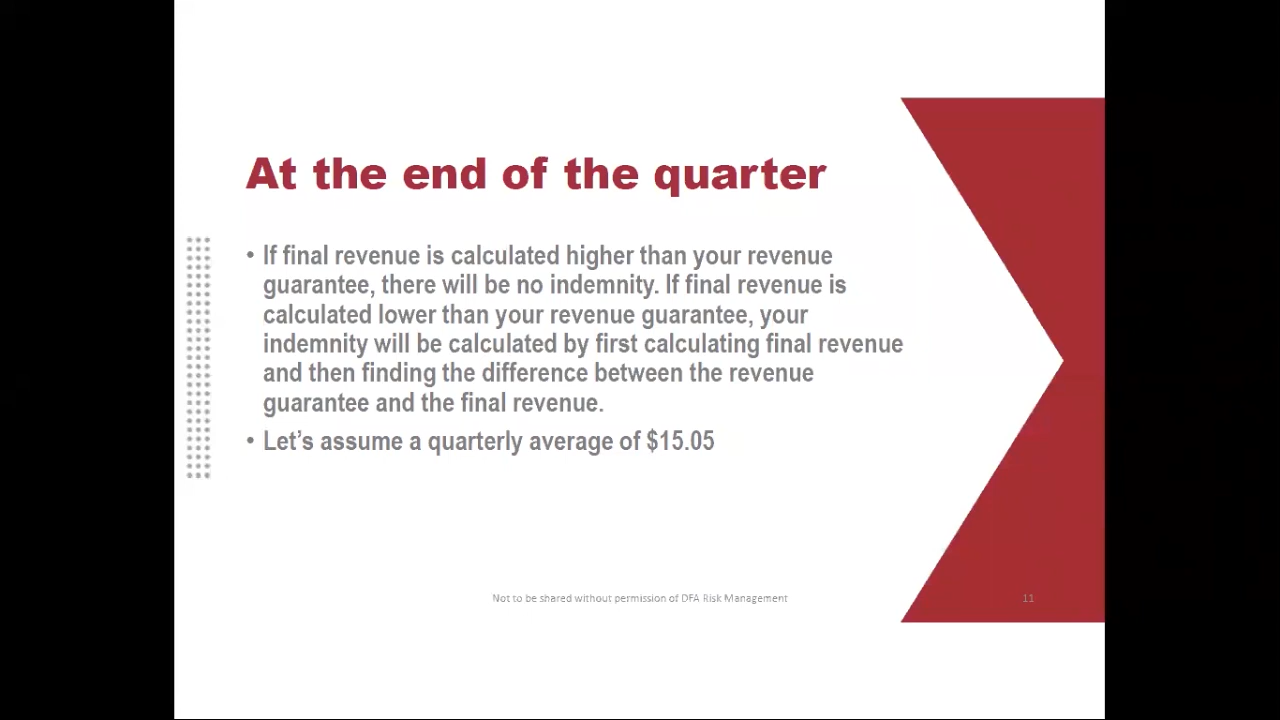 At the end of the quarter
• If final revenue is calculated higher than your revenue
guarantee, there will be no indemnity. If final revenue is
calculated lower than your revenue guarantee, your
indemnity will be calculated by first calculating final revenue
and then finding the difference between the revenue
guarantee and the final revenue.
• Let’s assume a quarterly average of $15.05
Not to be shared without permission of DFA Risk Management
11